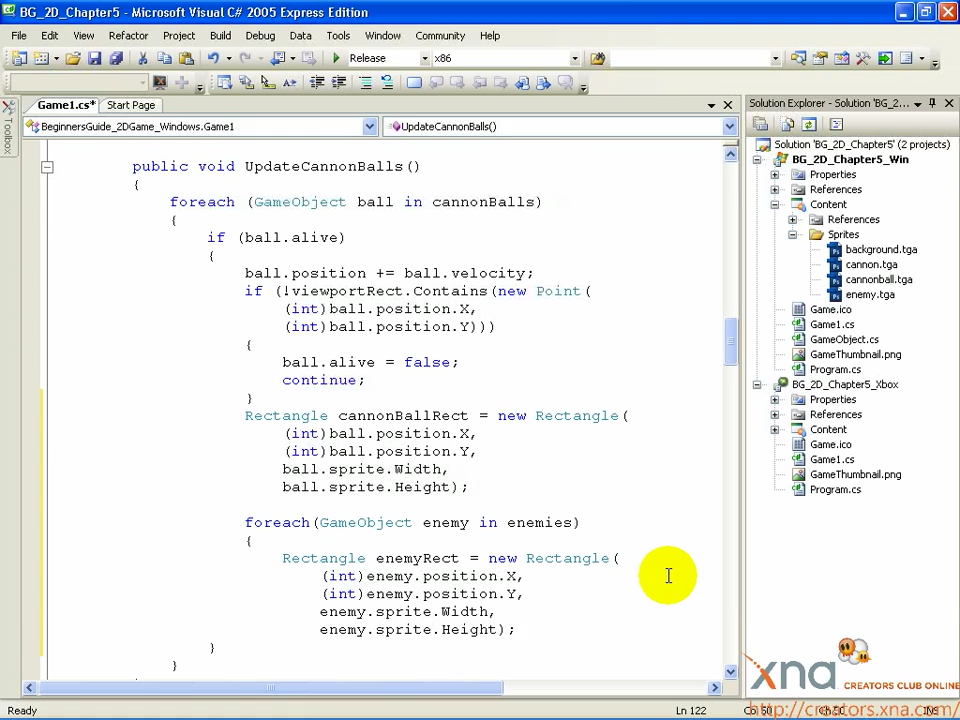 BG_2D_Chapter5 - Microsoft Visual C# 2005 Express Edition
File Edit View Refactor Project Build Debug Data Tools Window Community Help
Release x86
Game1.cs* Start Page
Toolbox
BeginnersGuide_2DGame_Windows.Game1 UpdateCannonBalls()
public void UpdateCannonBalls()
{
foreach (GameObject ball in cannonBalls)
{
if (ball.alive)
{
ball.position += ball.velocity;
if (!viewportRect.Contains(new Point(
(int)ball.position.X,
(int)ball.position.Y)))
{
ball.alive = false;
continue;
}
Rectangle cannonBallRect = new Rectangle(
(int)ball.position.X,
(int)ball.position.Y,
ball.sprite.Width,
ball.sprite.Height);
foreach(GameObject enemy in enemies)
{
Rectangle enemyRect = new Rectangle(
(int)enemy.position.X,
(int)enemy.position.Y,
enemy.sprite.Width,
enemy.sprite.Height);
}
}
Solution Explorer - Solution 'BG_2...
Solution 'BG_2D_Chapter5' (2 projects)
BG_2D_Chapter5_Win
Properties
References
Content
References
Sprites
background.tga
cannon.tga
cannonball.tga
enemy.tga
Game.ico
Game1.cs
GameObject.cs
GameThumbnail.png
Program.cs
BG_2D_Chapter5_Xbox
Properties
References
Content
Game.ico
Game1.cs
GameThumbnail.png
Program.cs
xna CREATORS CLUB ONLINE
http://creators.xna.com/
Ready Ln 122